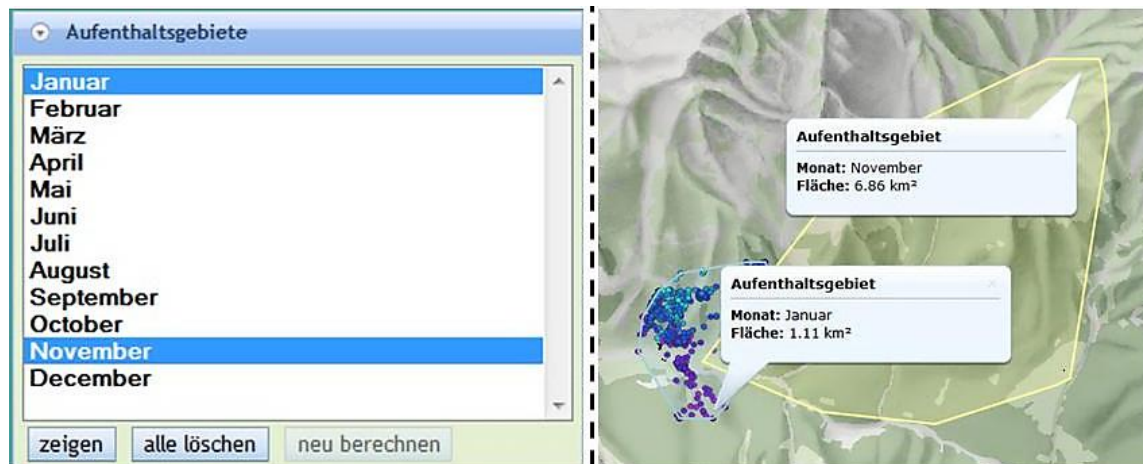 Aufenthaltsgebiete
Januar
Februar
März
April
Mai
Juni
Juli
August
September
October
November
December
zeigen
alle löschen
neu berechnen
Aufenthaltsgebiet
Monat: November
Fläche: 6.86 km²
Aufenthaltsgebiet
Monat: Januar
Fläche: 1.11 km²